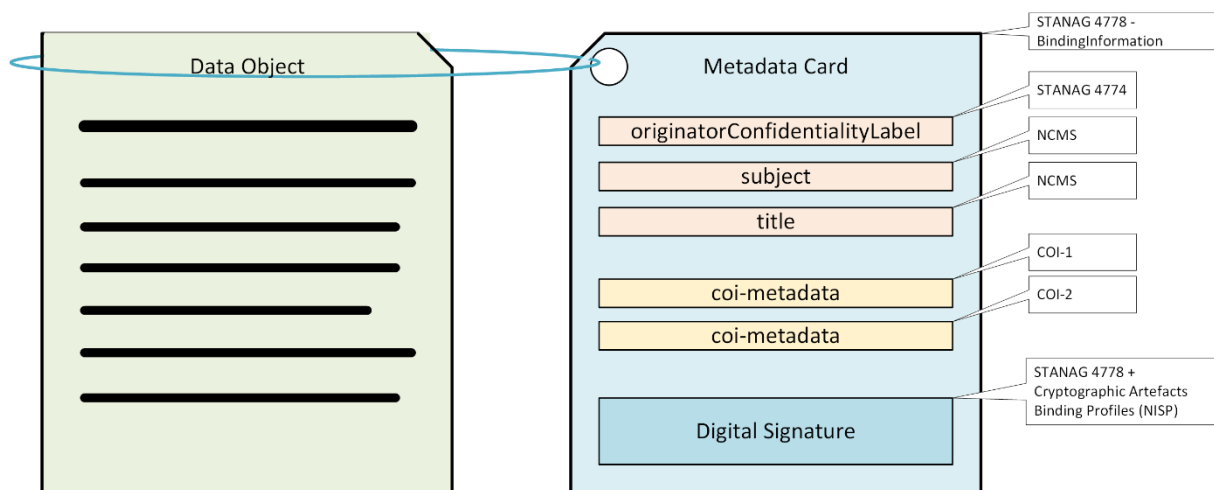 Data Object
Metadata Card
originatorConfidentialityLabel
subject
title
coi-metadata
coi-metadata
Digital Signature
STANAG 4778 -
BindingInformation
STANAG 4774
NCMS
NCMS
COI-1
COI-2
STANAG 4778 +
Cryptographic Artefacts
Binding Profiles (NISP)